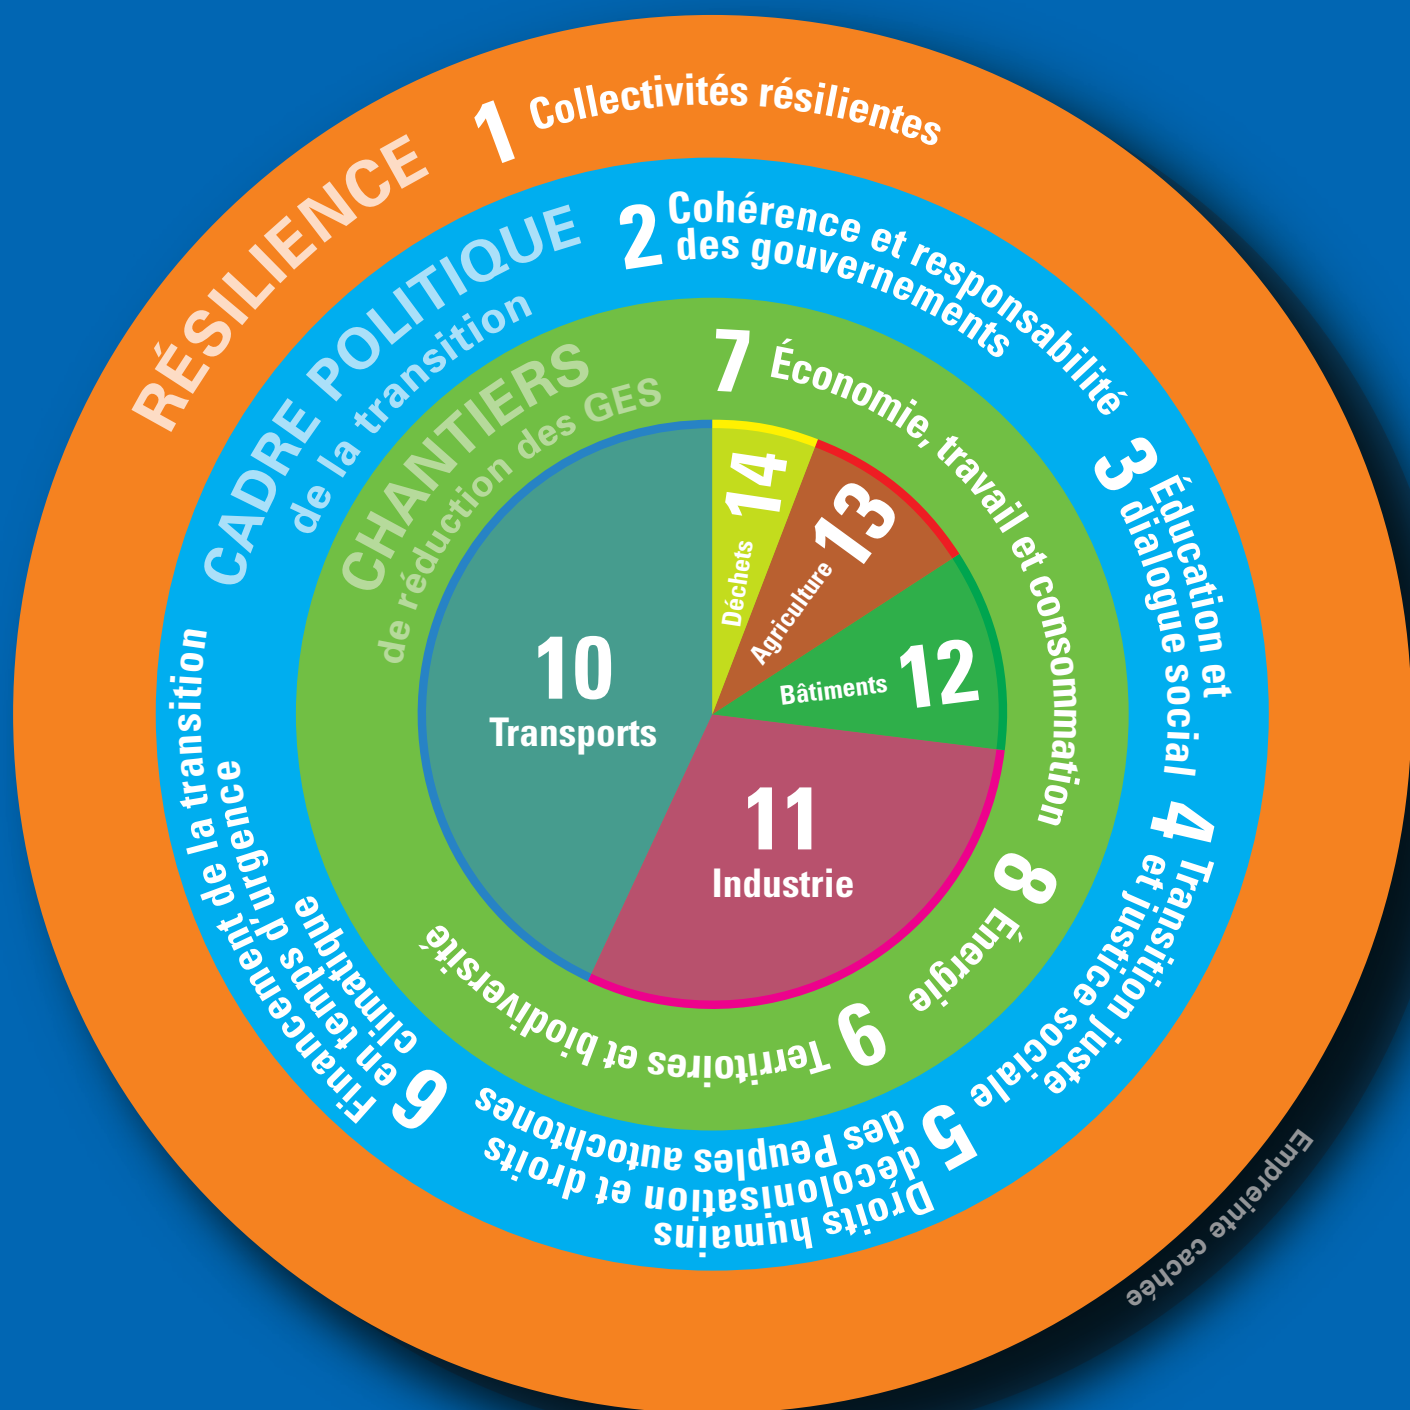 RÉSILIENCE
1 Collectivités résilientes
CADRE POLITIQUE
de la transition
2 Cohérence et responsabilité
des gouvernements
3 Éducation et
dialogue social
4 Transition juste
et justice sociale
5 Droits humains
décolonisation et droits
des Peuples autochtones
6 Financement de la transition
en temps d'urgence
climatique
CHANTIERS
de réduction des GES
7 Économie, travail et consommation
8 Énergie
9 Territoires et biodiversité
10
Transports
11
Industrie
Bâtiments 12
Agriculture 13
Déchets 14
Empreinte cachée